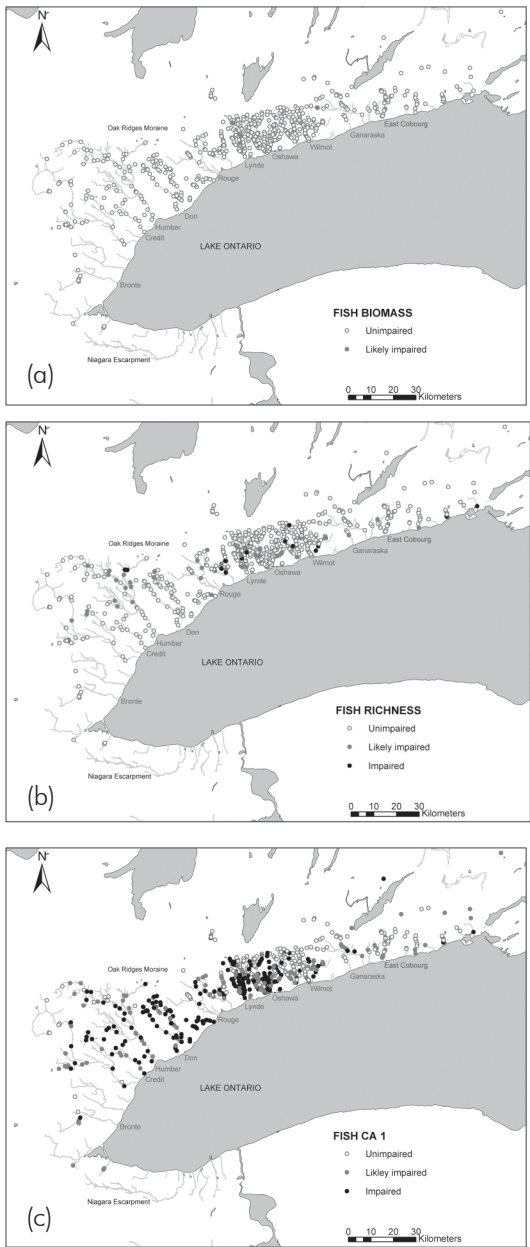 N
Oak Ridges Moraine
Wilmot
Ganaraska
East Cobourg
Oshawa
Lynde
Rouge
Don
Humber
Credit
LAKE ONTARIO
Bronte
Niagara Escarpment
FISH BIOMASS
Unimpaired
Likely impaired
0 10 20 30 Kilometers
(a)
N
Oak Ridges Moraine
Wilmot
Ganaraska
East Cobourg
Oshawa
Lynde
Rouge
Don
Humber
Credit
LAKE ONTARIO
Bronte
Niagara Escarpment
FISH RICHNESS
Unimpaired
Likely impaired
Impaired
0 10 20 30 Kilometers
(b)
N
Oak Ridges Moraine
Wilmot
Ganaraska
East Cobourg
Oshawa
Lynde
Rouge
Don
Humber
Credit
LAKE ONTARIO
Bronte
Niagara Escarpment
FISH CA 1
Unimpaired
Likley impaired
Impaired
0 10 20 30 Kilometers
(c)